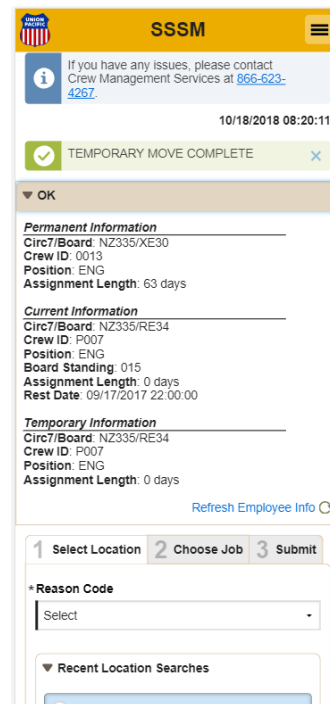 UNION
PACIFIC
SSSM
If you have any issues, please contact
Crew Management Services at 866-623-
4267.
10/18/2018 08:20:11
TEMPORARY MOVE COMPLETE
OK
Permanent Information
Circ7/Board: NZ335/XE30
Crew ID: 0013
Position: ENG
Assignment Length: 63 days
Current Information
Circ7/Board: NZ335/RE34
Crew ID: P007
Position: ENG
Board Standing: 015
Assignment Length: 0 days
Rest Date: 09/17/2017 22:00:00
Temporary Information
Circ7/Board: NZ335/RE34
Crew ID: P007
Position: ENG
Assignment Length: 0 days
Refresh Employee Info
1 Select Location 2 Choose Job 3 Submit
*Reason Code
Select
Recent Location Searches